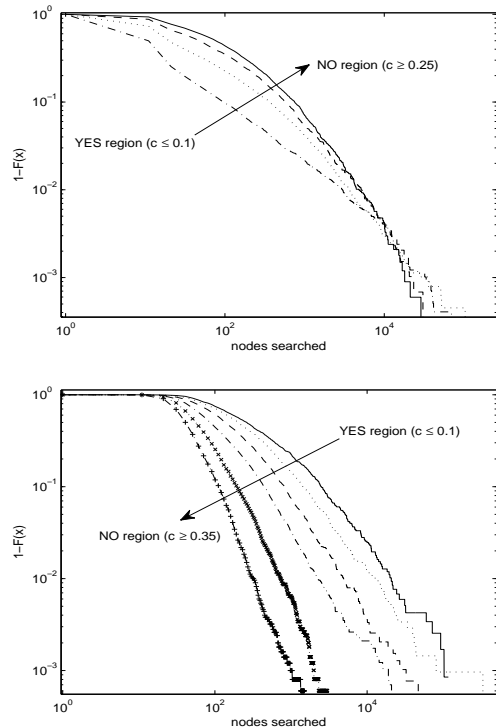 10^0
10^-1
10^-2
10^-3
1−F(x)
NO region (c ≥ 0.25)
YES region (c ≤ 0.1)
10^0
10^2
10^4
nodes searched
10^0
10^-1
10^-2
10^-3
1−F(x)
YES region (c ≤ 0.1)
NO region (c ≥ 0.35)
10^0
10^2
10^4
nodes searched